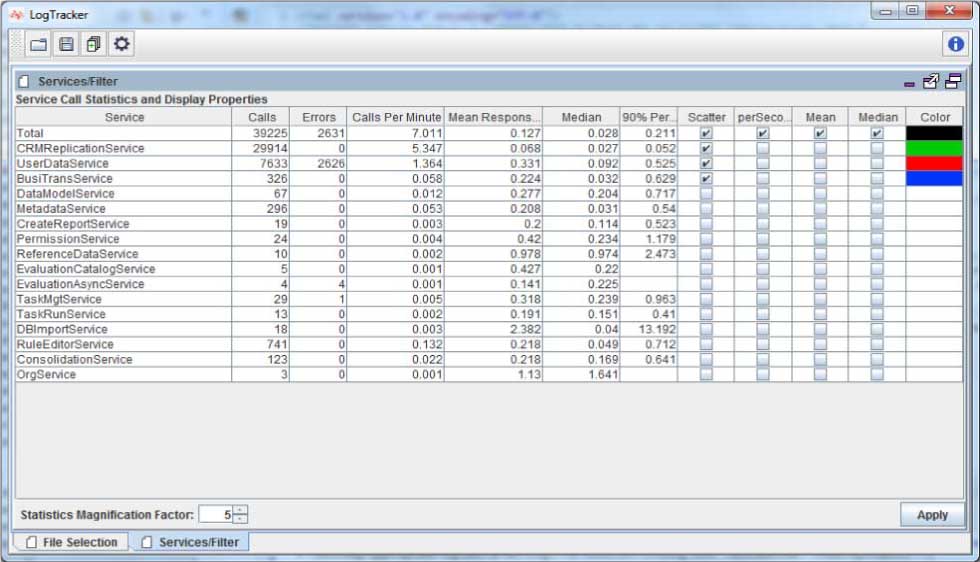 LogTracker
Services/Filter
Service Call Statistics and Display Properties
Service Calls Errors Calls Per Minute Mean Respons... Median 90% Per... Scatter perSeco... Mean Median Color
Total 39225 2631 7.011 0.127 0.028 0.211
CRMReplicationService 29914 0 5.347 0.068 0.027 0.052
UserDataService 7633 2626 1.364 0.331 0.092 0.525
BusiTransService 326 0 0.058 0.224 0.032 0.629
DataModelService 67 0 0.012 0.277 0.204 0.717
MetadataService 296 0 0.053 0.208 0.031 0.54
CreateReportService 19 0 0.003 0.2 0.114 0.523
PermissionService 24 0 0.004 0.42 0.234 1.179
ReferenceDataService 10 0 0.002 0.978 0.974 2.473
EvaluationCatalogService 5 0 0.001 0.427 0.22
EvaluationAsyncService 4 4 0.001 0.141 0.225
TaskMgtService 29 1 0.005 0.318 0.239 0.963
TaskRunService 13 0 0.002 0.191 0.151 0.41
DBImportService 18 0 0.003 2.382 0.04 13.192
RuleEditorService 741 0 0.132 0.218 0.049 0.712
ConsolidationService 123 0 0.022 0.218 0.169 0.641
OrgService 3 0 0.001 1.13 1.641
Statistics Magnification Factor: 5
Apply
File Selection Services/Filter